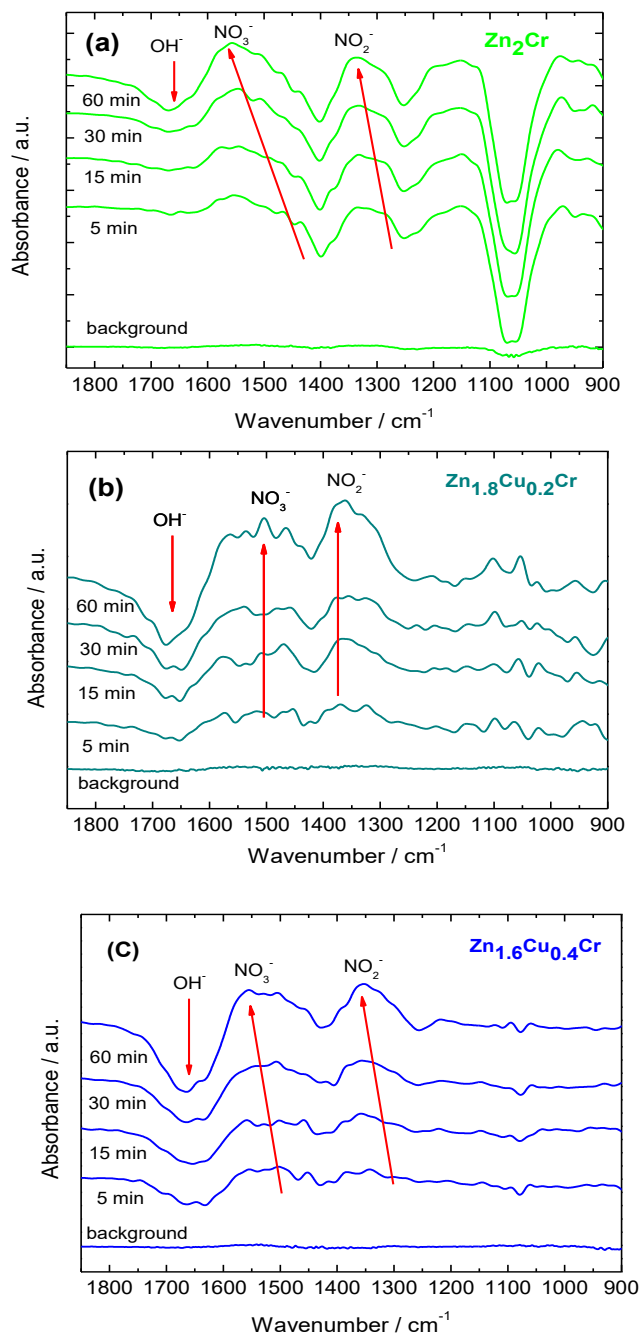 (a)
Zn₂Cr
OH⁻
NO₃⁻
NO₂⁻
60 min
30 min
15 min
5 min
background
Absorbance / a.u.
1800 1700 1600 1500 1400 1300 1200 1100 1000 900
Wavenumber / cm⁻¹
(b)
Zn₁.₈Cu₀.₂Cr
OH⁻
NO₃⁻
NO₂⁻
60 min
30 min
15 min
5 min
background
Absorbance / a.u.
1800 1700 1600 1500 1400 1300 1200 1100 1000 900
Wavenumber / cm⁻¹
(C)
Zn₁.₆Cu₀.₄Cr
OH⁻
NO₃⁻
NO₂⁻
60 min
30 min
15 min
5 min
background
Absorbance / a.u.
1800 1700 1600 1500 1400 1300 1200 1100 1000 900
Wavenumber / cm⁻¹